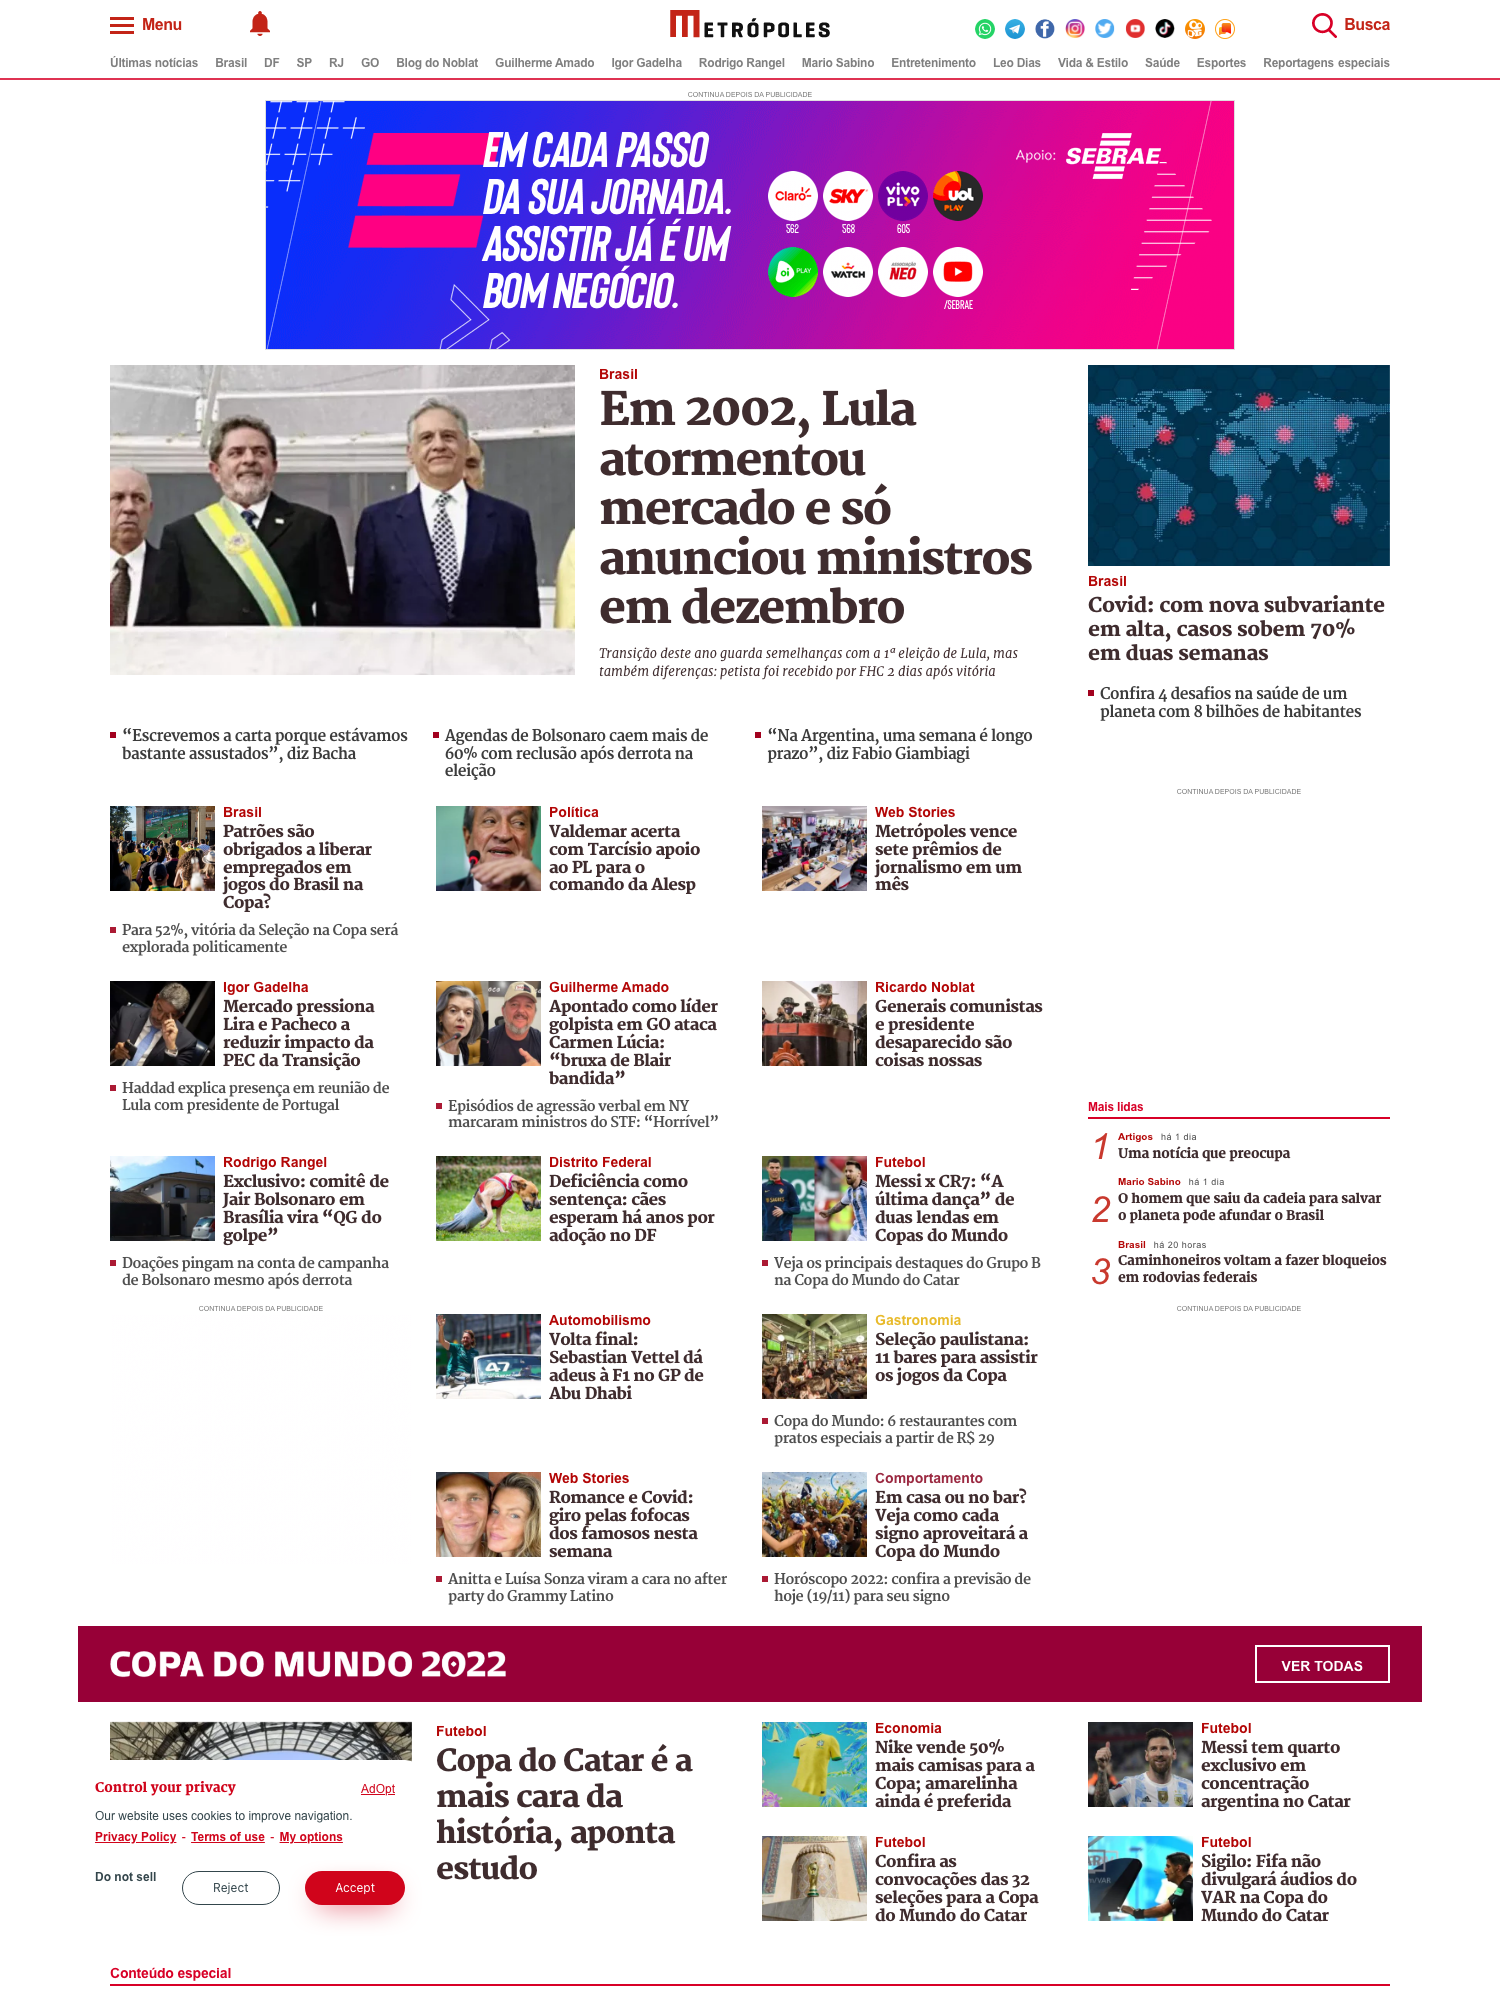 Menu
METRÓPOLES
Busca
Últimas notícias Brasil DF SP RJ GO Blog do Noblat Guilherme Amado Igor Gadelha Rodrigo Rangel Mario Sabino Entretenimento Leo Dias Vida & Estilo Saúde Esportes Reportagens especiais
CONTINUA DEPOIS DA PUBLICIDADE
EM CADA PASSO
DA SUA JORNADA.
ASSISTIR JÁ É UM
BOM NEGÓCIO.
Claro
SKY
vivo PLAY
UOL PLAY
562
568
605
oi PLAY
WATCH
NEO
/SEBRAE
Apoio:
SEBRAE
Brasil
Em 2002, Lula
atormentou
mercado e só
anunciou ministros
em dezembro
Transição deste ano guarda semelhanças com a 1ª eleição de Lula, mas
também diferenças: petista foi recebido por FHC 2 dias após vitória
Brasil
Covid: com nova subvariante
em alta, casos sobem 70%
em duas semanas
Confira 4 desafios na saúde de um
planeta com 8 bilhões de habitantes
“Escrevemos a carta porque estávamos
bastante assustados”, diz Bacha
Agendas de Bolsonaro caem mais de
60% com reclusão após derrota na
eleição
“Na Argentina, uma semana é longo
prazo”, diz Fabio Giambiagi
CONTINUA DEPOIS DA PUBLICIDADE
Brasil
Patrões são
obrigados a liberar
empregados em
jogos do Brasil na
Copa?
Para 52%, vitória da Seleção na Copa será
explorada politicamente
Política
Valdemar acerta
com Tarcísio apoio
ao PL para o
comando da Alesp
Web Stories
Metrópoles vence
sete prêmios de
jornalismo em um
mês
Igor Gadelha
Mercado pressiona
Lira e Pacheco a
reduzir impacto da
PEC da Transição
Haddad explica presença em reunião de
Lula com presidente de Portugal
Guilherme Amado
Apontado como líder
golpista em GO ataca
Carmen Lúcia:
“bruxa de Blair
bandida”
Episódios de agressão verbal em NY
marcaram ministros do STF: “Horrível”
Ricardo Noblat
Generais comunistas
e presidente
desaparecido são
coisas nossas
Mais lidas
1
Artigos há 1 dia
Uma notícia que preocupa
2
Mario Sabino há 1 dia
O homem que saiu da cadeia para salvar
o planeta pode afundar o Brasil
3
Brasil há 20 horas
Caminhoneiros voltam a fazer bloqueios
em rodovias federais
CONTINUA DEPOIS DA PUBLICIDADE
Rodrigo Rangel
Exclusivo: comitê de
Jair Bolsonaro em
Brasília vira “QG do
golpe”
Doações pingam na conta de campanha
de Bolsonaro mesmo após derrota
CONTINUA DEPOIS DA PUBLICIDADE
Distrito Federal
Deficiência como
sentença: cães
esperam há anos por
adoção no DF
Futebol
Messi x CR7: “A
última dança” de
duas lendas em
Copas do Mundo
Veja os principais destaques do Grupo B
na Copa do Mundo do Catar
Automobilismo
Volta final:
Sebastian Vettel dá
adeus à F1 no GP de
Abu Dhabi
47
Gastronomia
Seleção paulistana:
11 bares para assistir
os jogos da Copa
Copa do Mundo: 6 restaurantes com
pratos especiais a partir de R$ 29
Web Stories
Romance e Covid:
giro pelas fofocas
dos famosos nesta
semana
Anitta e Luísa Sonza viram a cara no after
party do Grammy Latino
Comportamento
Em casa ou no bar?
Veja como cada
signo aproveitará a
Copa do Mundo
Horóscopo 2022: confira a previsão de
hoje (19/11) para seu signo
COPA DO MUNDO 2022
VER TODAS
Futebol
Copa do Catar é a
mais cara da
história, aponta
estudo
Economia
Nike vende 50%
mais camisas para a
Copa; amarelinha
ainda é preferida
Futebol
Messi tem quarto
exclusivo em
concentração
argentina no Catar
Futebol
Confira as
convocações das 32
seleções para a Copa
do Mundo do Catar
Futebol
Sigilo: Fifa não
divulgará áudios do
VAR na Copa do
Mundo do Catar
Control your privacy
AdOpt
Our website uses cookies to improve navigation.
Privacy Policy - Terms of use - My options
Do not sell
Reject
Accept
Conteúdo especial